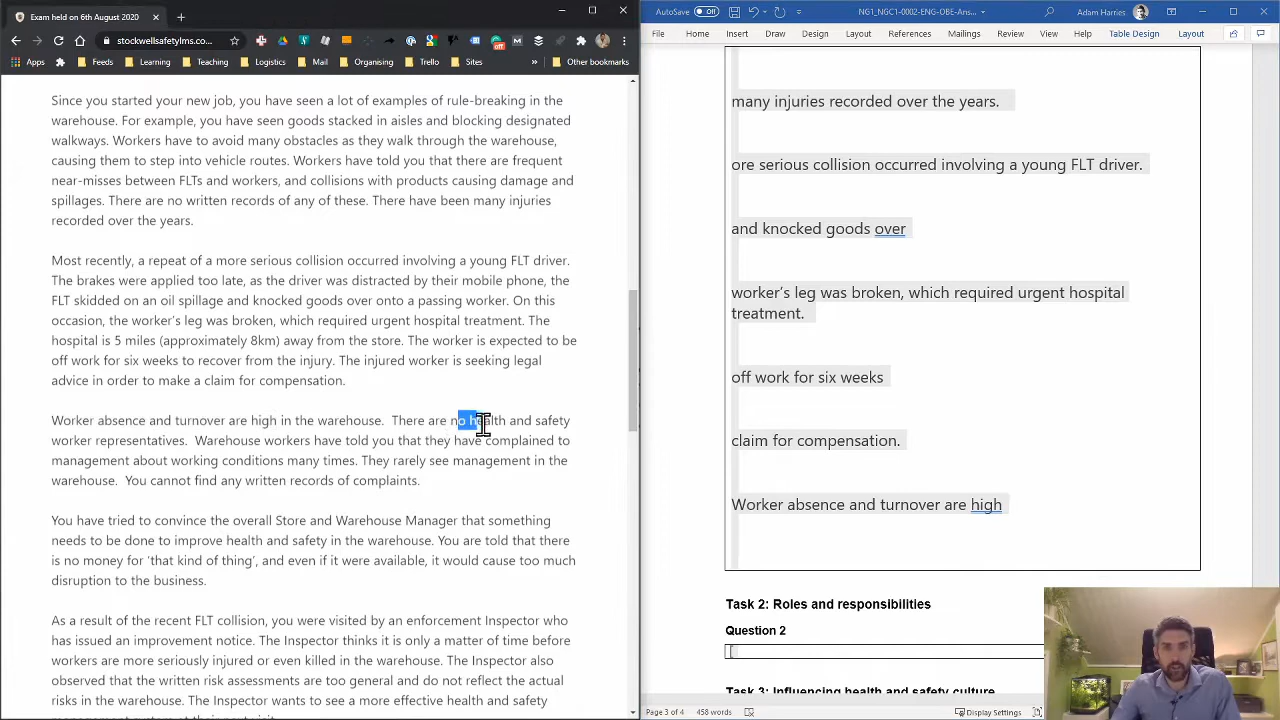 Exam held on 6th August 2020
stockwellsafetylms.co...
off
Apps
Feeds
Learning
Teaching
Logistics
Mail
Organising
Trello
Sites
»
Other bookmarks
Since you started your new job, you have seen a lot of examples of rule-breaking in the
warehouse. For example, you have seen goods stacked in aisles and blocking designated
walkways. Workers have to avoid many obstacles as they walk through the warehouse,
causing them to step into vehicle routes. Workers have told you that there are frequent
near-misses between FLTs and workers, and collisions with products causing damage and
spillages. There are no written records of any of these. There have been many injuries
recorded over the years.
Most recently, a repeat of a more serious collision occurred involving a young FLT driver.
The brakes were applied too late, as the driver was distracted by their mobile phone, the
FLT skidded on an oil spillage and knocked goods over onto a passing worker. On this
occasion, the worker's leg was broken, which required urgent hospital treatment. The
hospital is 5 miles (approximately 8km) away from the store. The worker is expected to be
off work for six weeks to recover from the injury. The injured worker is seeking legal
advice in order to make a claim for compensation.
Worker absence and turnover are high in the warehouse. There are no health and safety
worker representatives. Warehouse workers have told you that they have complained to
management about working conditions many times. They rarely see management in the
warehouse. You cannot find any written records of complaints.
You have tried to convince the overall Store and Warehouse Manager that something
needs to be done to improve health and safety in the warehouse. You are told that there
is no money for 'that kind of thing', and even if it were available, it would cause too much
disruption to the business.
As a result of the recent FLT collision, you were visited by an enforcement Inspector who
has issued an improvement notice. The Inspector thinks it is only a matter of time before
workers are more seriously injured or even killed in the warehouse. The Inspector also
observed that the written risk assessments are too general and do not reflect the actual
risks in the warehouse. The Inspector wants to see a more effective health and safety
AutoSave Off
NG1_NGC1-0002-ENG-OBE-Ans...
Adam Harries
File
Home
Insert
Draw
Design
Layout
References
Mailings
Review
View
Help
Table Design
Layout
many injuries recorded over the years.
ore serious collision occurred involving a young FLT driver.
and knocked goods over
worker's leg was broken, which required urgent hospital
treatment.
off work for six weeks
claim for compensation.
Worker absence and turnover are high
Task 2: Roles and responsibilities
Question 2
Task 3: Influencing health and safety culture
Page 3 of 4
458 words
Display Settings